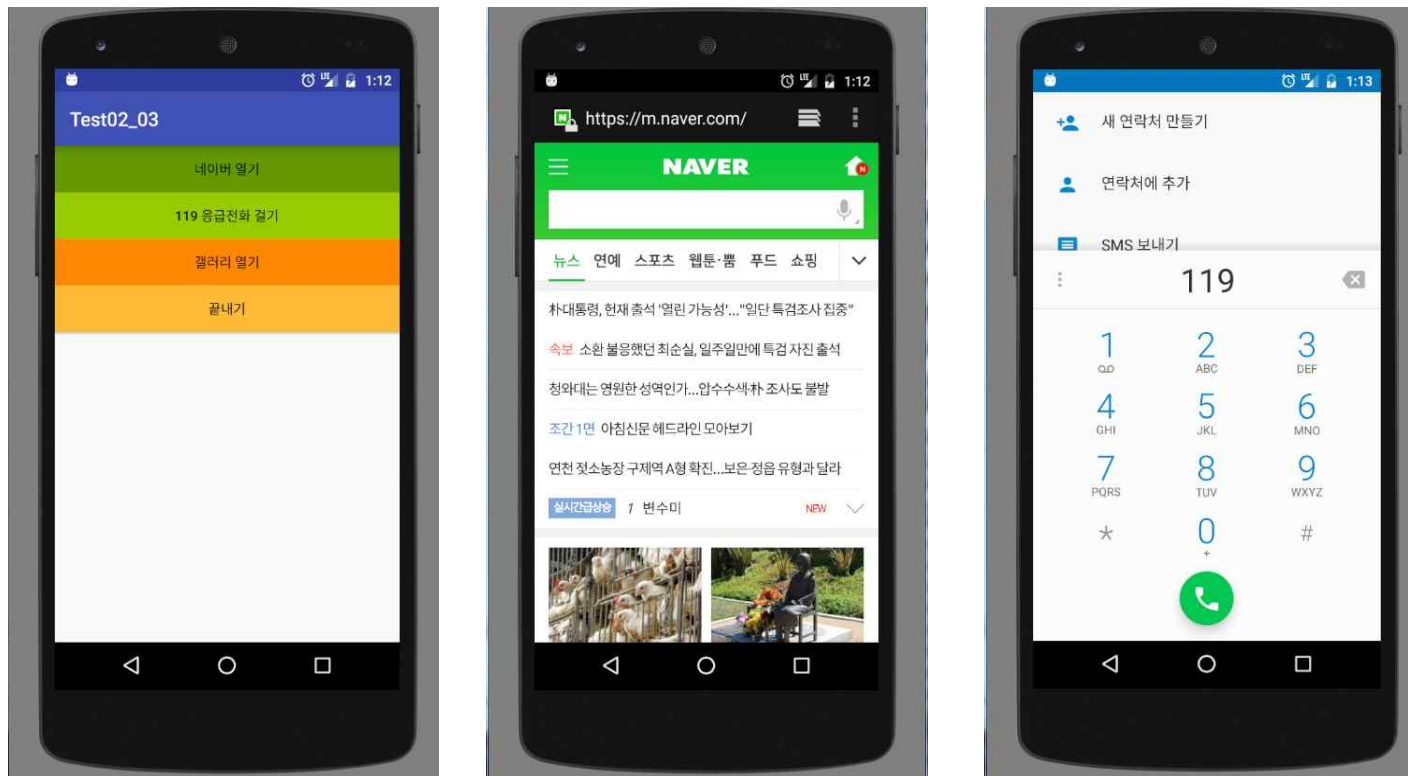 LTE 1:12
Test02_03
네이버 열기
119 응급전화 걸기
갤러리 열기
끝내기
LTE 1:12
N https://m.naver.com/
NAVER N
뉴스 연예 스포츠 웹툰·뿜 푸드 쇼핑
朴대통령, 헌재 출석 '열린 가능성'..."일단 특검조사 집중"
속보 소환 불응했던 최순실, 일주일만에 특검 자진 출석
청와대는 영원한 성역인가...압수수색·朴 조사도 불발
조간 1면 아침신문 헤드라인 모아보기
연천 젖소농장 구제역 A형 확진...보은·정읍 유형과 달라
실시간급상승 1 변수미 NEW
LTE 1:13
새 연락처 만들기
연락처에 추가
SMS 보내기
119
1 2 3
ABC DEF
4 5 6
GHI JKL MNO
7 8 9
PQRS TUV WXYZ
* 0 #
+